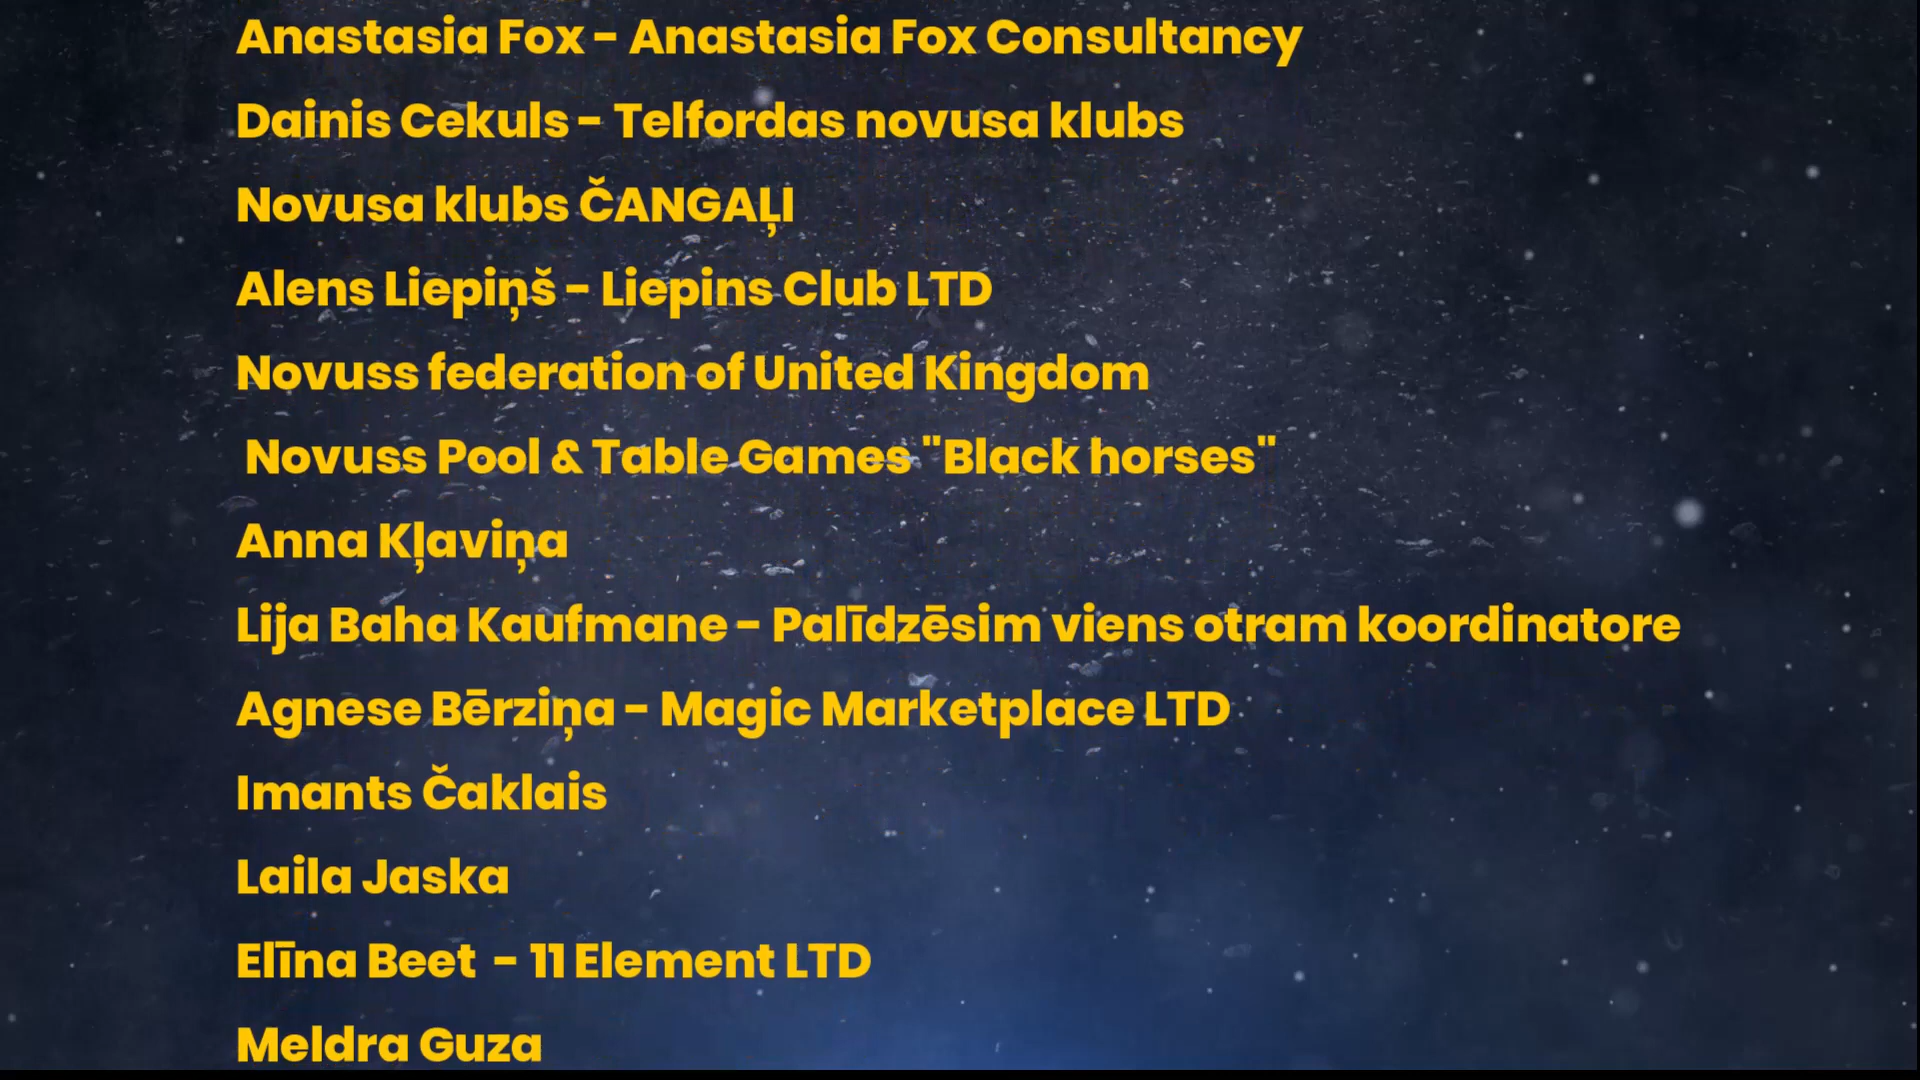 Anastasia Fox - Anastasia Fox Consultancy
Dainis Cekuls - Telfordas novusa klubs
Novusa klubs ČANGAĻI
Alens Liepiņš - Liepins Club LTD
Novuss federation of United Kingdom
Novuss Pool & Table Games "Black horses"
Anna Kļaviņa
Lija Baha Kaufmane - Palīdzēsim viens otram koordinatore
Agnese Bērziņa - Magic Marketplace LTD
Imants Čaklais
Laila Jaska
Elīna Beet - 11 Element LTD
Meldra Guza